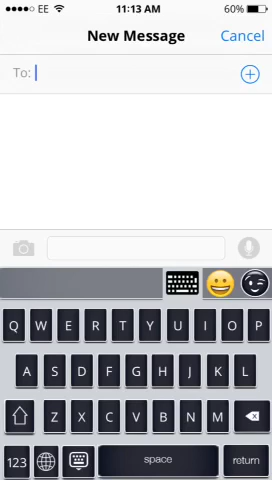 EE 11:13 AM 60%
New Message Cancel
To:
Q W E R T Y U I O P
A S D F G H J K L
Z X C V B N M
123 space return